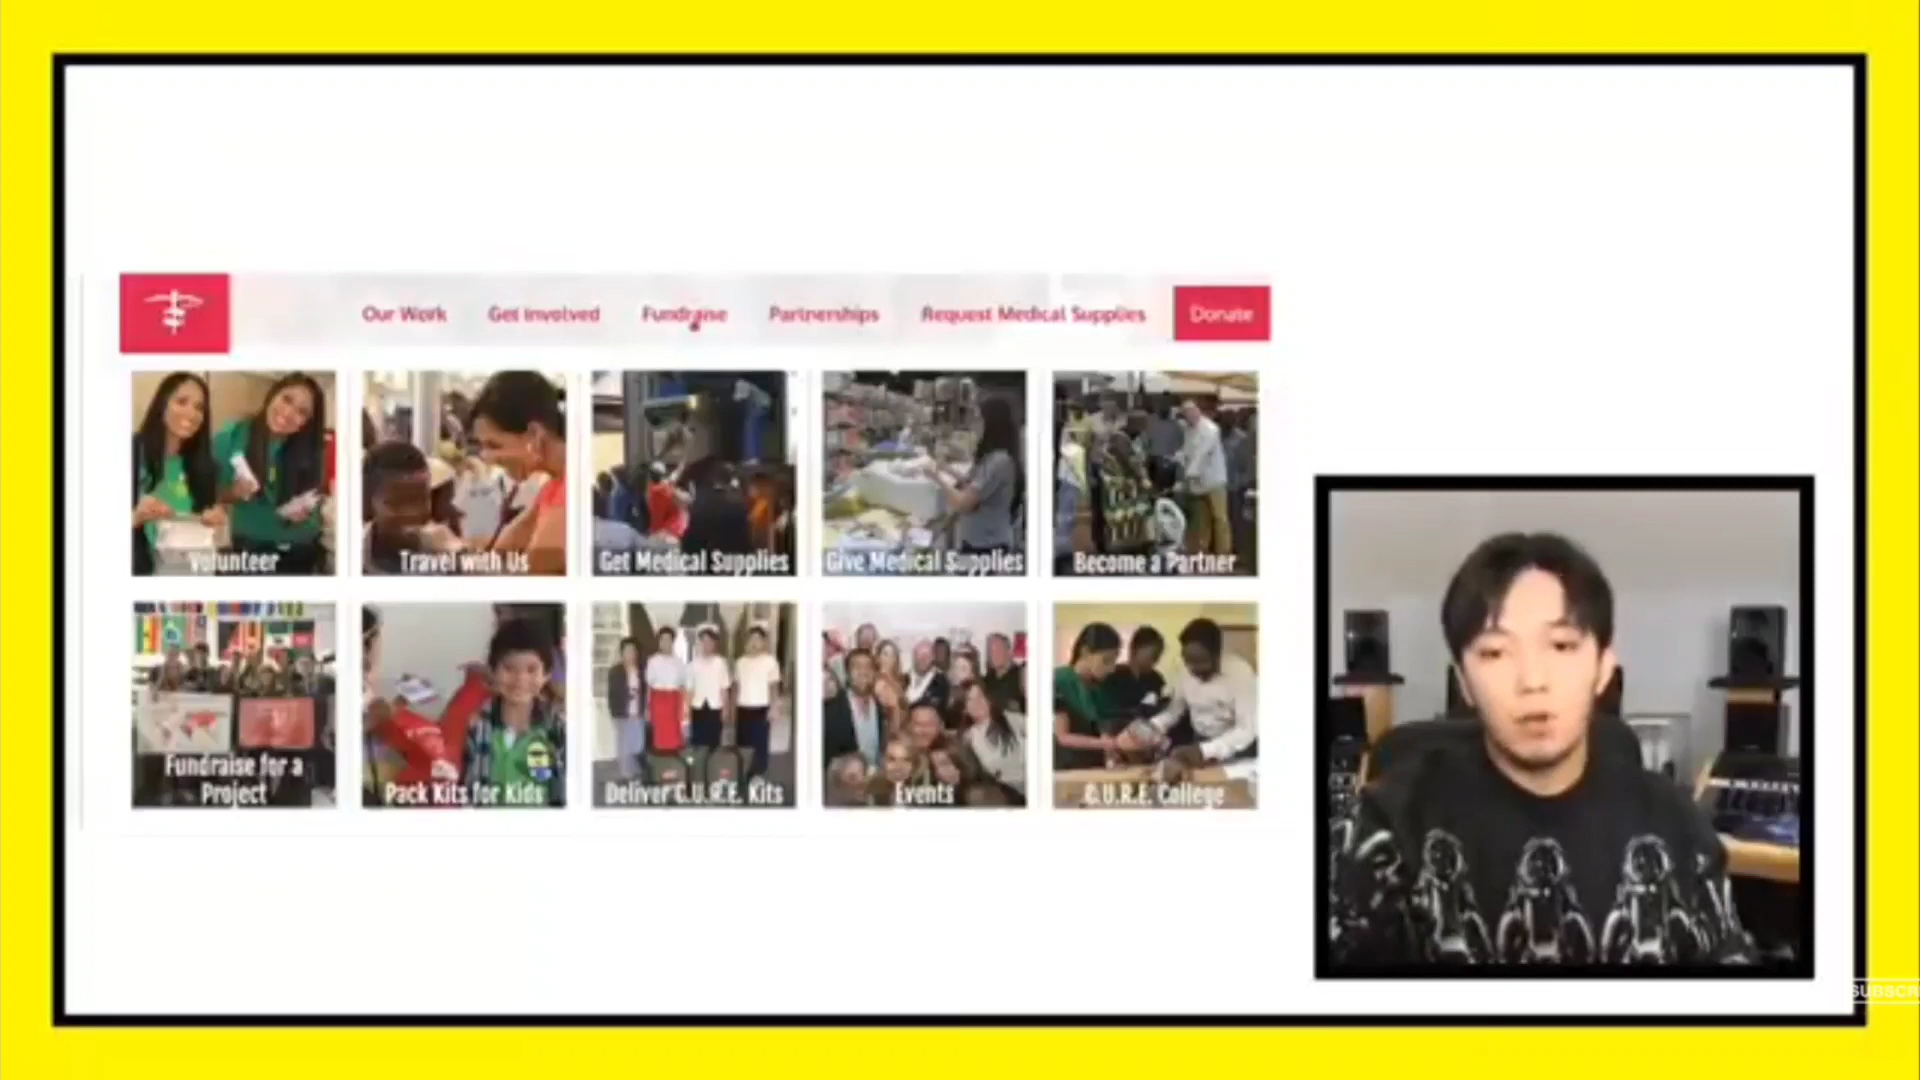 Our Work Get Involved Fundraise Partnerships Request Medical Supplies Donate
Volunteer Travel with Us Get Medical Supplies Give Medical Supplies Become a Partner
Fundraise for a
Project
Pack Kits for Kids Deliver C.U.R.E. Kits Events C.U.R.E. College
SUBSCR